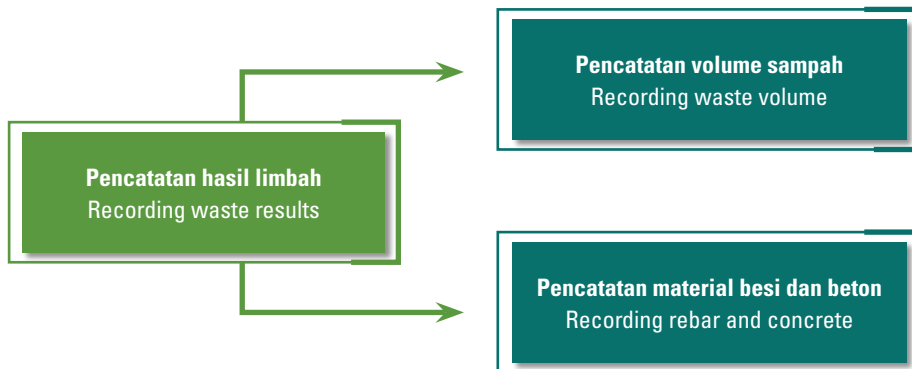 Pencatatan hasil limbah
Recording waste results
Pencatatan volume sampah
Recording waste volume
Pencatatan material besi dan beton
Recording rebar and concrete